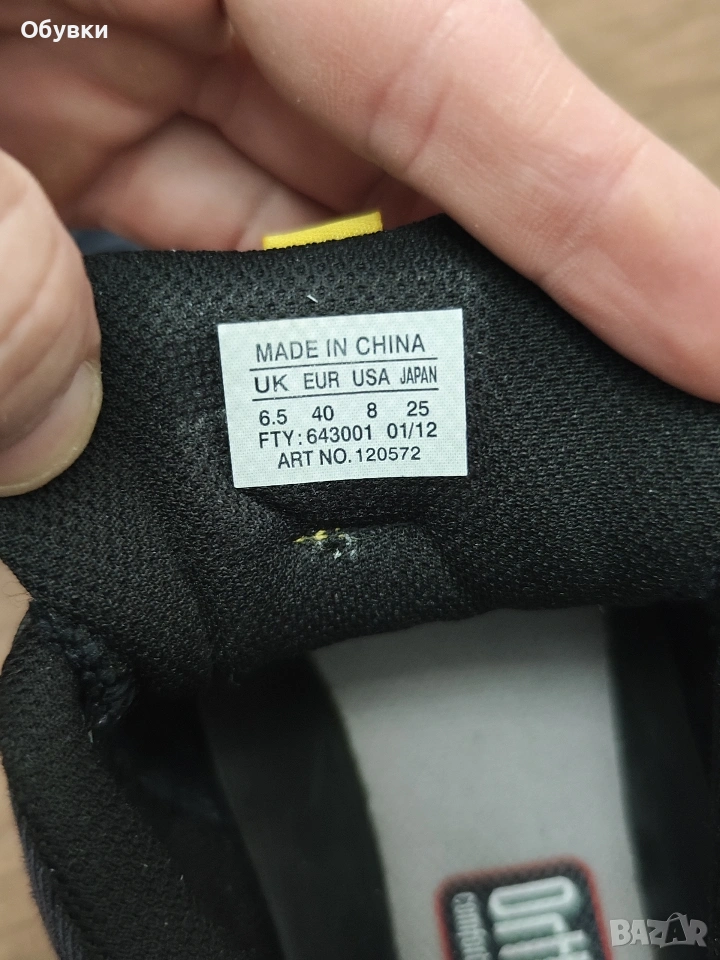 Обувки
MADE IN CHINA
UK EUR USA JAPAN
6.5 40 8 25
FTY: 643001 01/12
ART NO. 120572
BAZAR